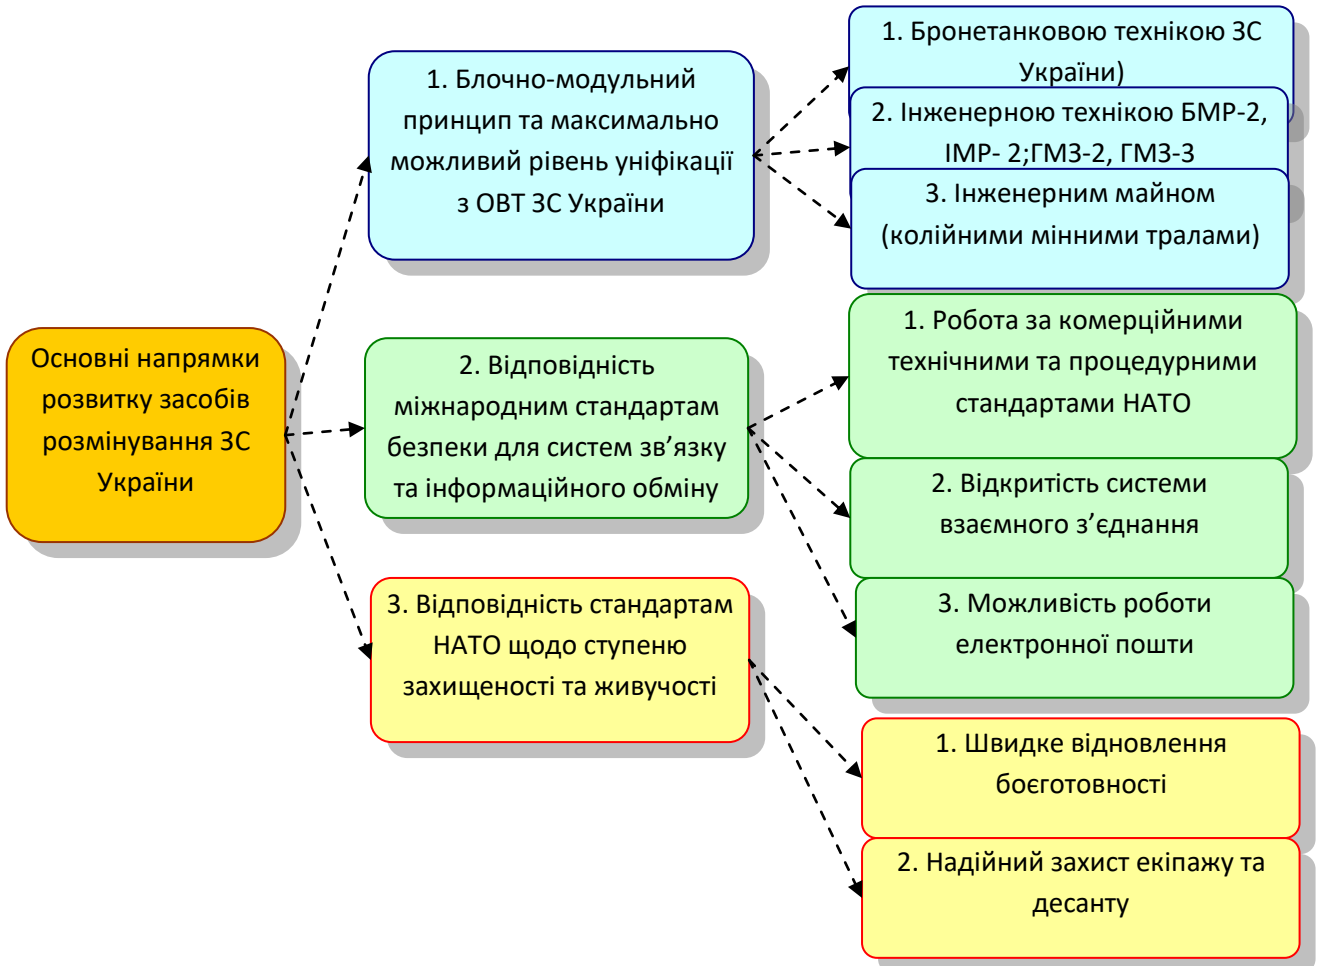 Основні напрямки
розвитку засобів
розмінування ЗС
України
1. Блочно-модульний
принцип та максимально
можливий рівень уніфікації
з ОВТ ЗС України
1. Бронетанковою технікою ЗС
України)
2. Інженерною технікою БМР-2,
ІМР- 2;ГМЗ-2, ГМЗ-3
3. Інженерним майном
(колійними мінними тралами)
2. Відповідність
міжнародним стандартам
безпеки для систем зв’язку
та інформаційного обміну
1. Робота за комерційними
технічними та процедурними
стандартами НАТО
2. Відкритість системи
взаємного з’єднання
3. Можливість роботи
електронної пошти
3. Відповідність стандартам
НАТО щодо ступеню
захищеності та живучості
1. Швидке відновлення
боєготовності
2. Надійний захист екіпажу та
десанту